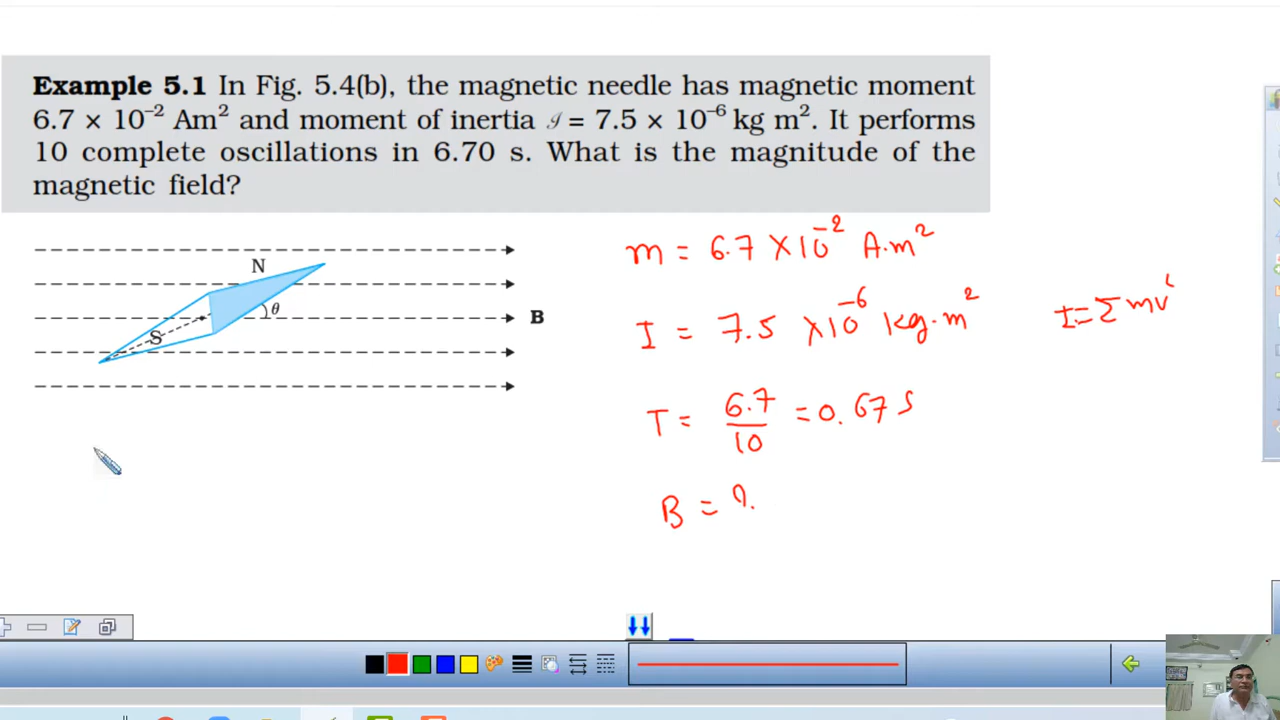 Example 5.1 In Fig. 5.4(b), the magnetic needle has magnetic moment
6.7 × 10⁻² Am² and moment of inertia ℐ = 7.5 × 10⁻⁶ kg m². It performs
10 complete oscillations in 6.70 s. What is the magnitude of the
magnetic field?
N
θ
S
B
m = 6.7 × 10⁻² A·m²
I = 7.5 × 10⁻⁶ kg·m²
I = Σ mr²
T = 6.7/10 = 0.67 s
B = ?